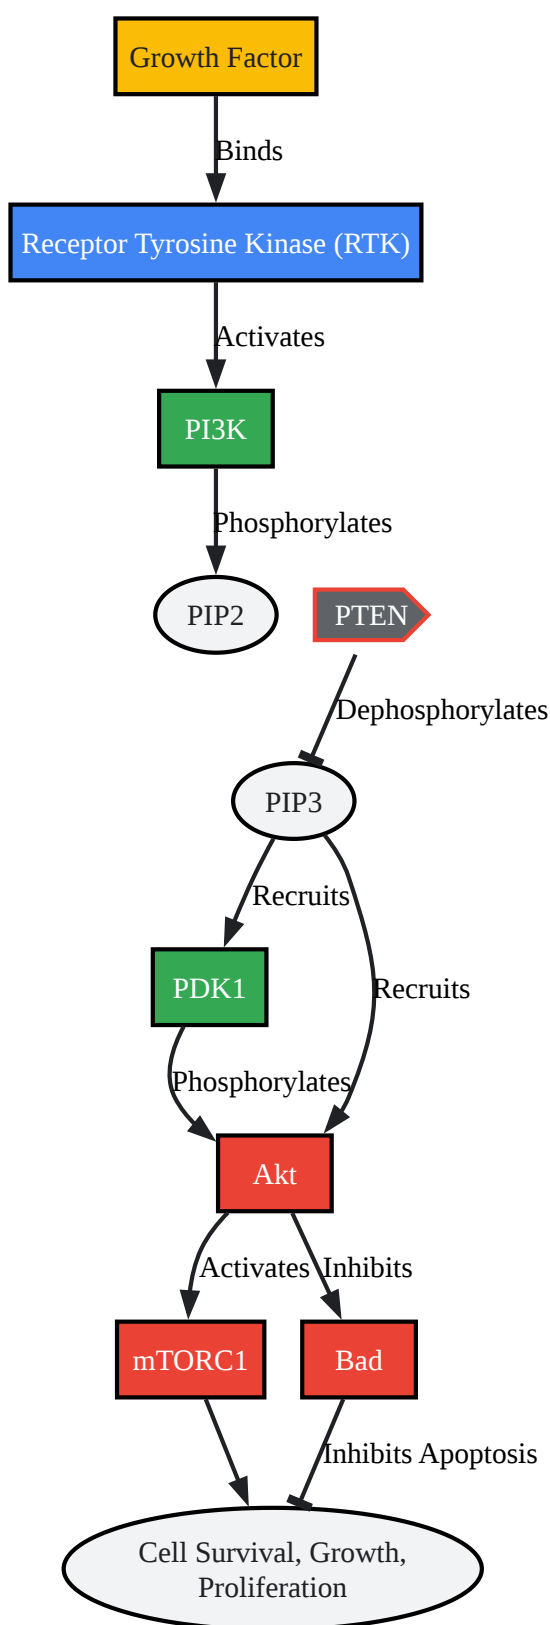 Growth Factor
Binds
Receptor Tyrosine Kinase (RTK)
Activates
PI3K
Phosphorylates
PIP2
PTEN
Dephosphorylates
PIP3
Recruits
PDK1
Recruits
Phosphorylates
Akt
Activates
Inhibits
mTORC1
Bad
Inhibits Apoptosis
Cell Survival, Growth,
Proliferation